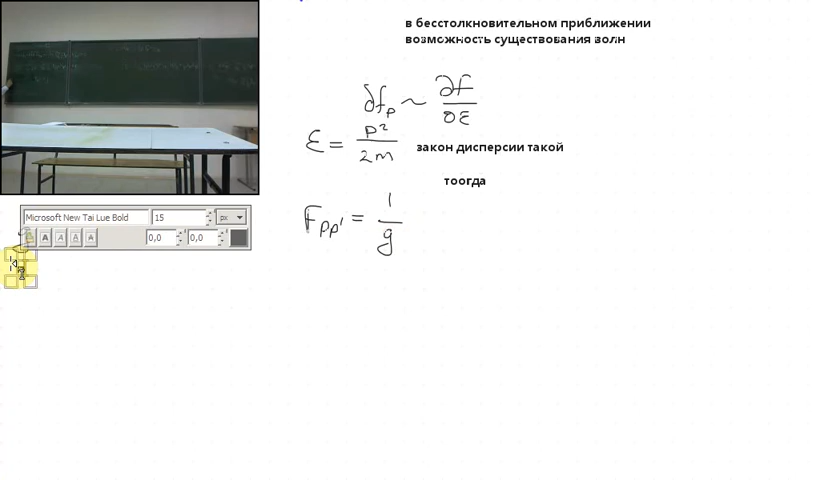 в бесстолкновительном приближении
возможность существования волн
∂f_p ~ ∂f/∂ε
ε = p²/2m закон дисперсии такой
тоогда
F_pp' = 1/g
Microsoft New Tai Lue Bold 15 px
A A A A 0,0 0,0